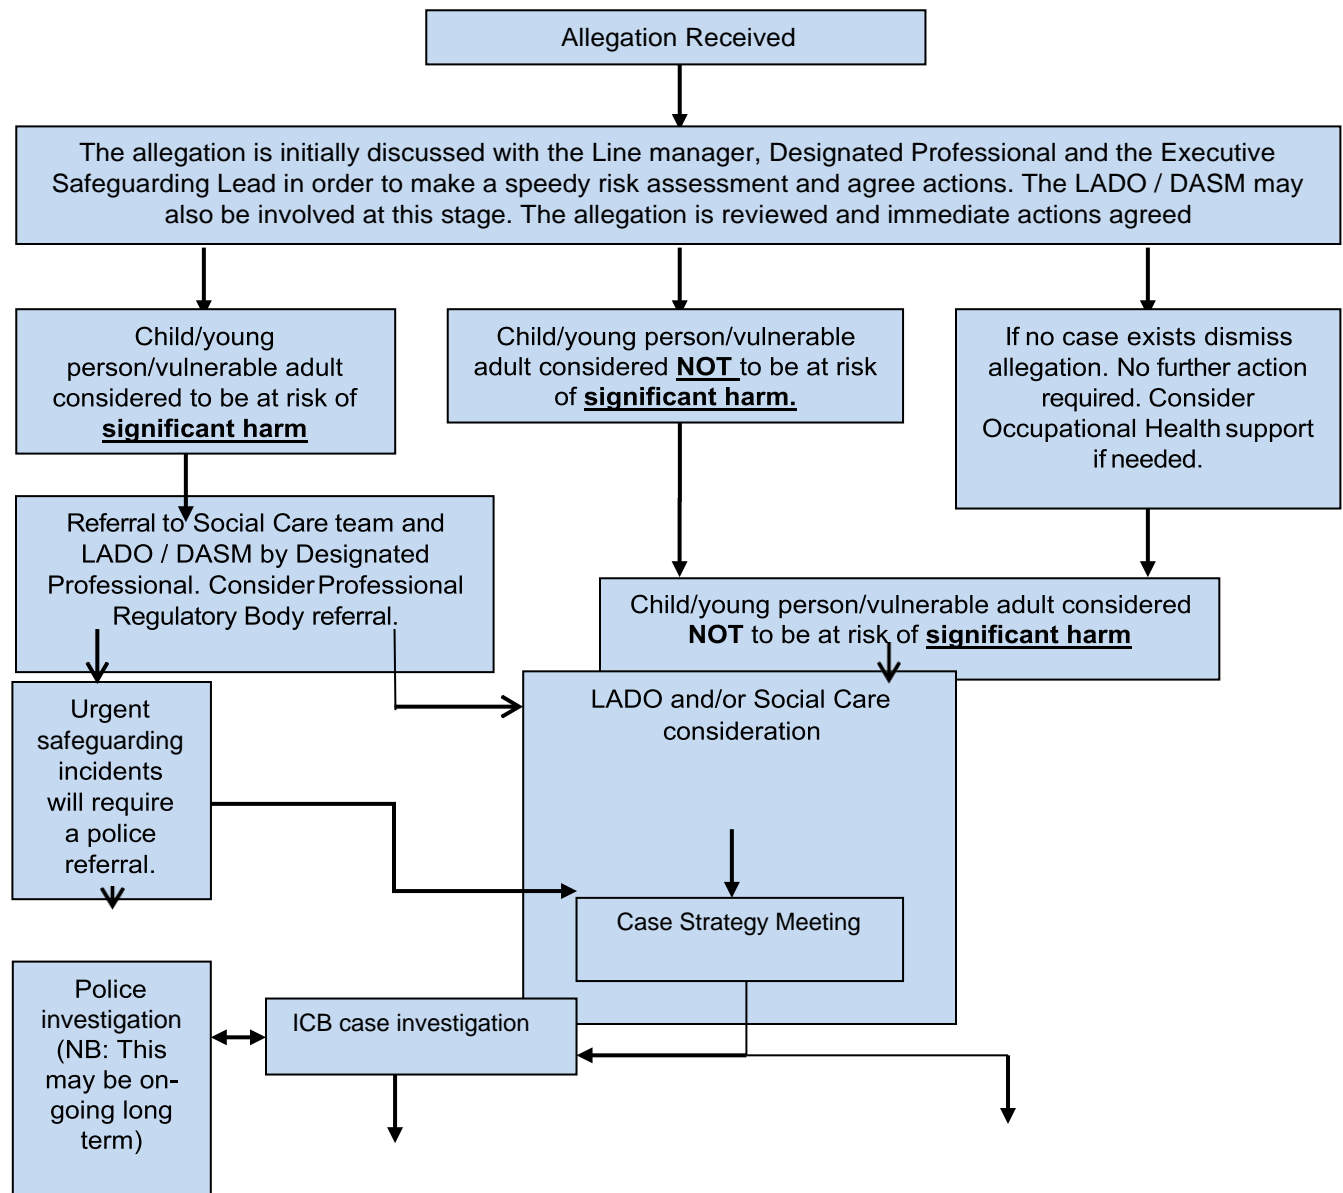 Allegation Received
The allegation is initially discussed with the Line manager, Designated Professional and the Executive
Safeguarding Lead in order to make a speedy risk assessment and agree actions. The LADO / DASM may
also be involved at this stage. The allegation is reviewed and immediate actions agreed
Child/young
person/vulnerable adult
considered to be at risk of
significant harm
Child/young person/vulnerable
adult considered NOT to be at risk
of significant harm.
If no case exists dismiss
allegation. No further action
required. Consider
Occupational Health support
if needed.
Referral to Social Care team and
LADO / DASM by Designated
Professional. Consider Professional
Regulatory Body referral.
Child/young person/vulnerable adult considered
NOT to be at risk of significant harm
Urgent
safeguarding
incidents
will require
a police
referral.
LADO and/or Social Care
consideration
Case Strategy Meeting
Police
investigation
(NB: This
may be on-
going long
term)
ICB case investigation